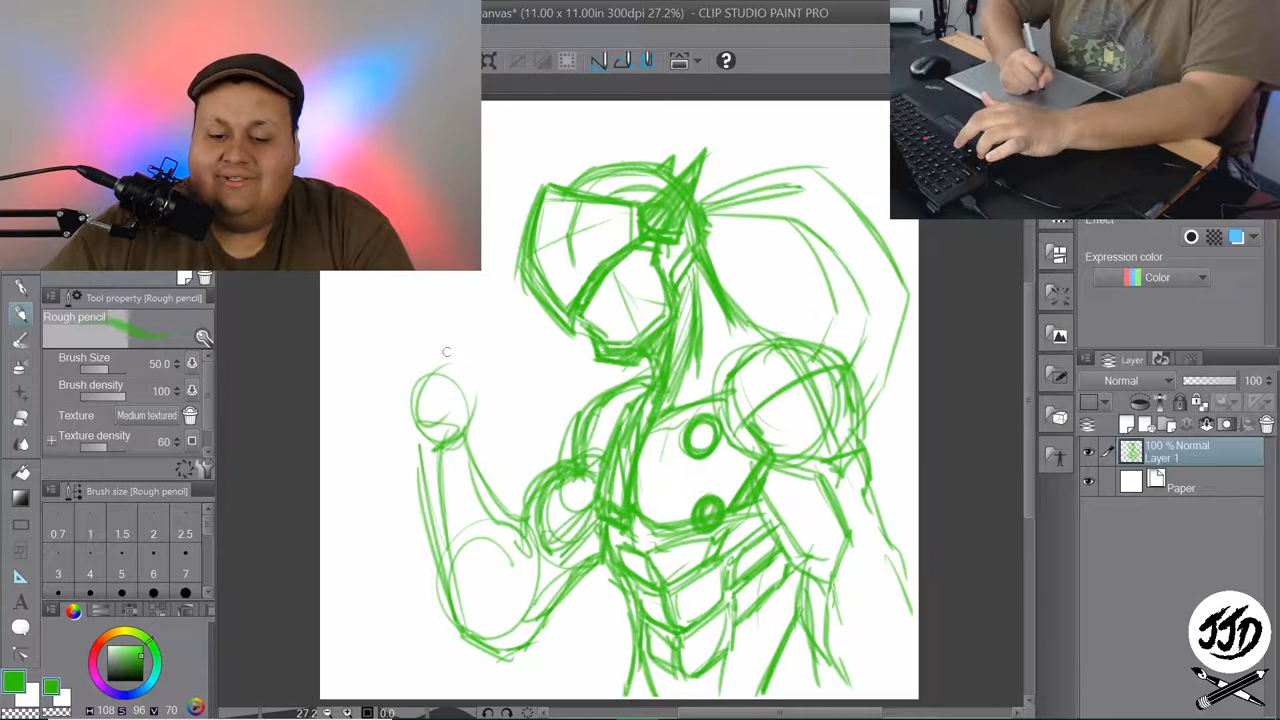 canvas* (11.00 x 11.00in 300dpi 27.2%) - CLIP STUDIO PAINT PRO
Effect
Expression color
Color
Tool property [Rough pencil]
Rough pencil
Brush Size 50.0
Brush density 100
Texture Medium textured
Texture density 60
Brush size [Rough pencil]
0.7 1 1.5 2 2.5
3 4 5 6 7
H 108 S 96 V 70
27.2
0.0
Layer
Normal 100
100 % Normal
Layer 1
Paper
JJD